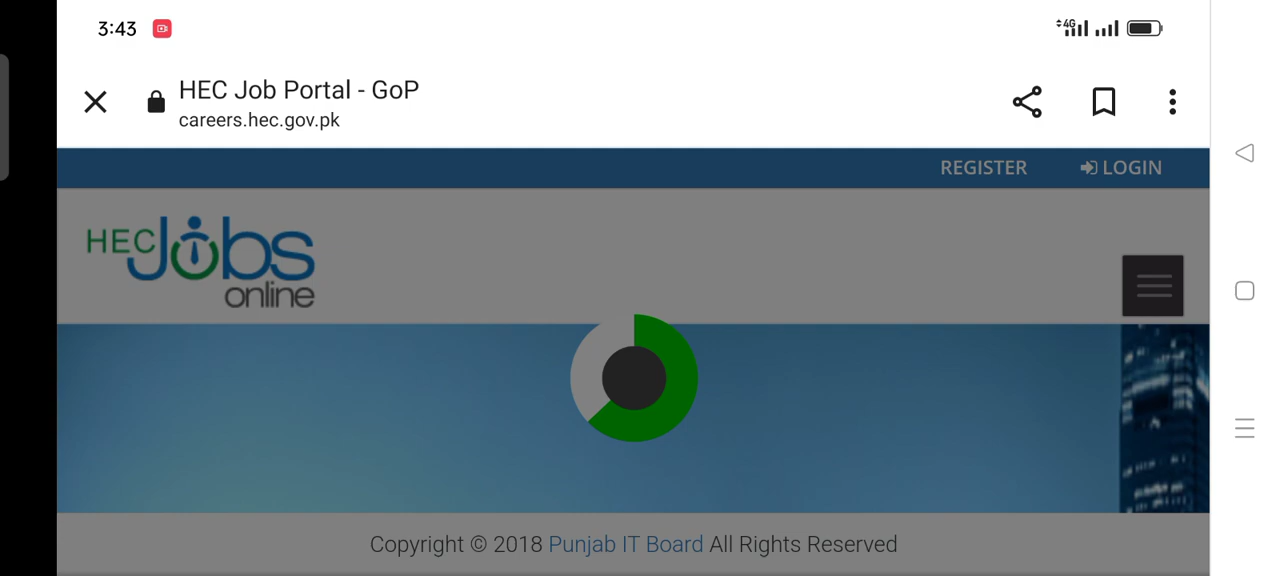 3:43
4G
HEC Job Portal - GoP
careers.hec.gov.pk
REGISTER LOGIN
HEC Jobs
online
Copyright © 2018 Punjab IT Board All Rights Reserved